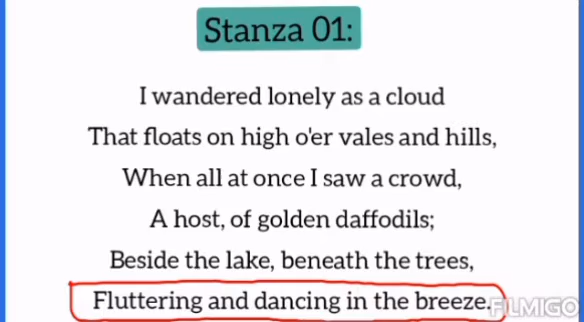 Stanza 01:
I wandered lonely as a cloud
That floats on high o'er vales and hills,
When all at once I saw a crowd,
A host, of golden daffodils;
Beside the lake, beneath the trees,
Fluttering and dancing in the breeze.
FILMIGO